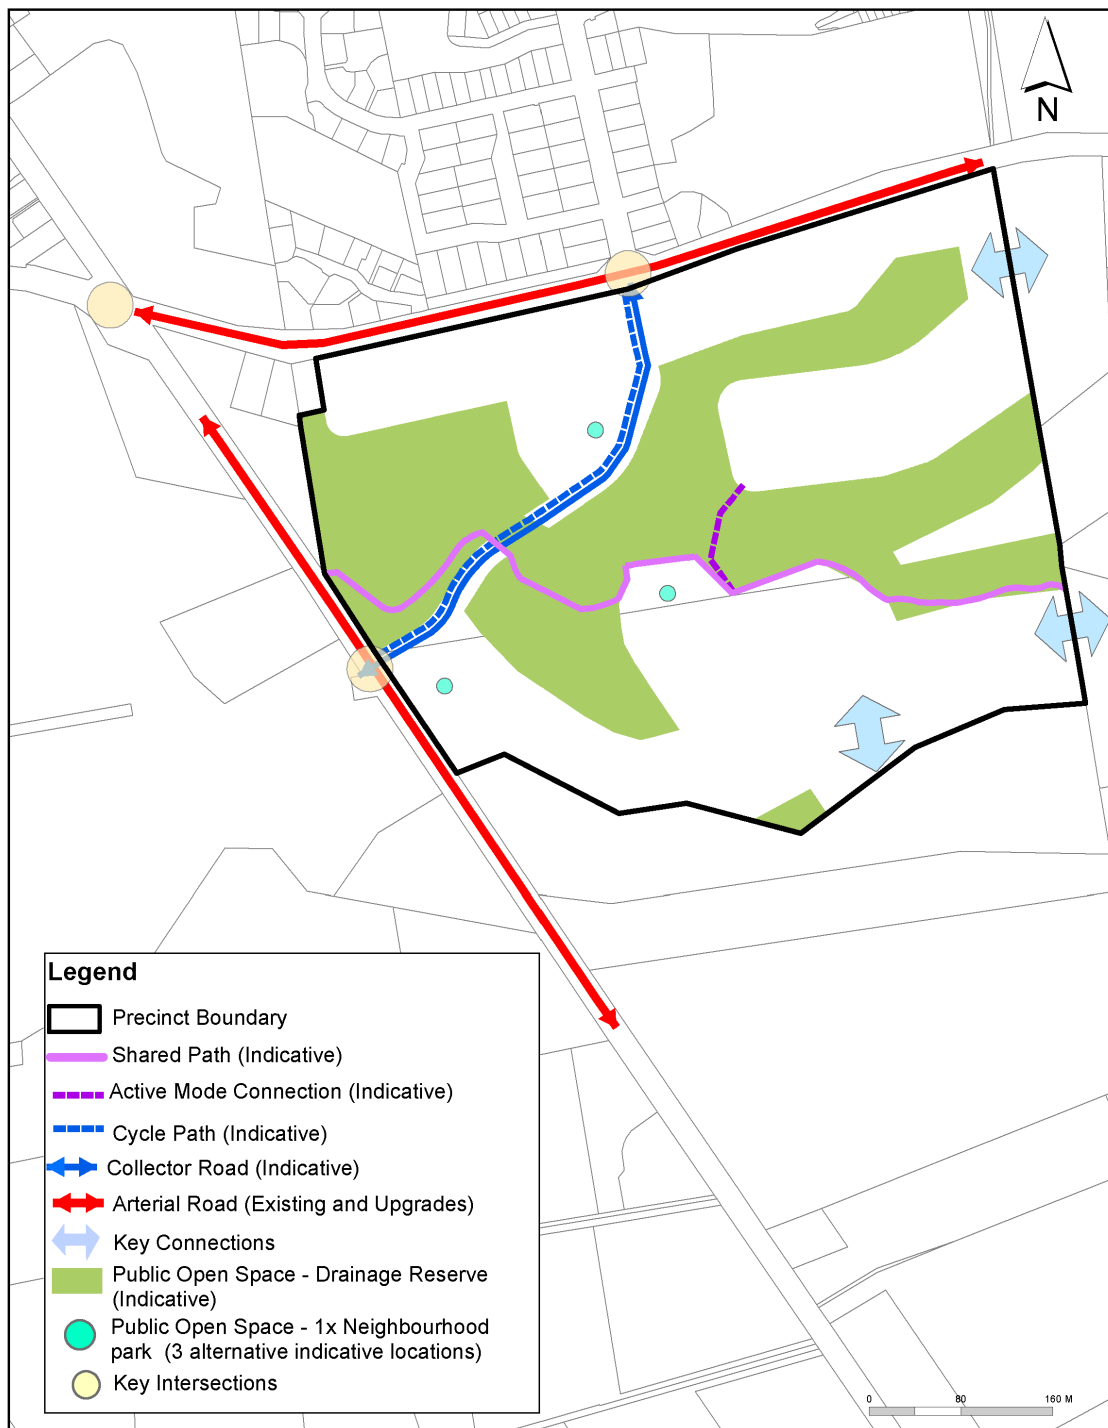 N
Legend
Precinct Boundary
Shared Path (Indicative)
Active Mode Connection (Indicative)
Cycle Path (Indicative)
Collector Road (Indicative)
Arterial Road (Existing and Upgrades)
Key Connections
Public Open Space - Drainage Reserve
(Indicative)
Public Open Space - 1x Neighbourhood
park (3 alternative indicative locations)
Key Intersections
0 80 160 M